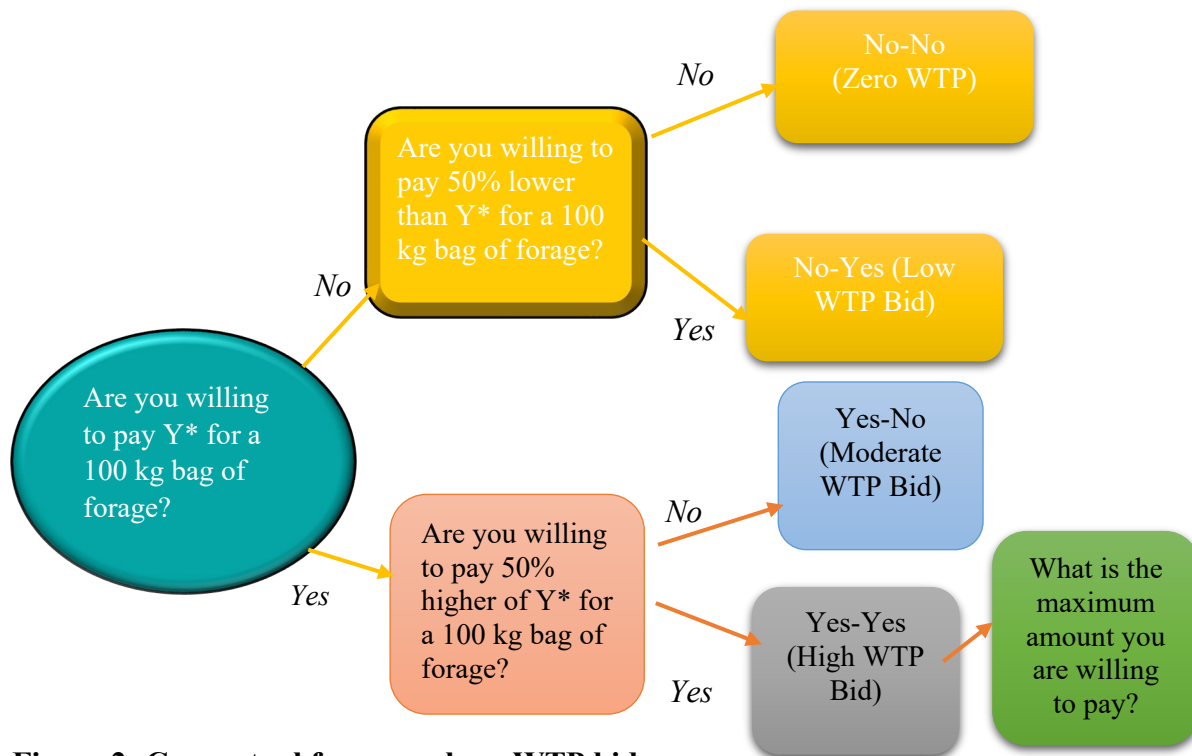 No-No
(Zero WTP)
No
Are you willing to
pay 50% lower
than Y* for a 100
kg bag of forage?
No-Yes (Low
WTP Bid)
No
Yes
Are you willing
to pay Y* for a
100 kg bag of
forage?
Yes-No
(Moderate
WTP Bid)
No
Are you willing
to pay 50%
higher of Y* for
a 100 kg bag of
forage?
Yes
Yes-Yes
(High WTP
Bid)
Yes
What is the
maximum
amount you
are willing
to pay?